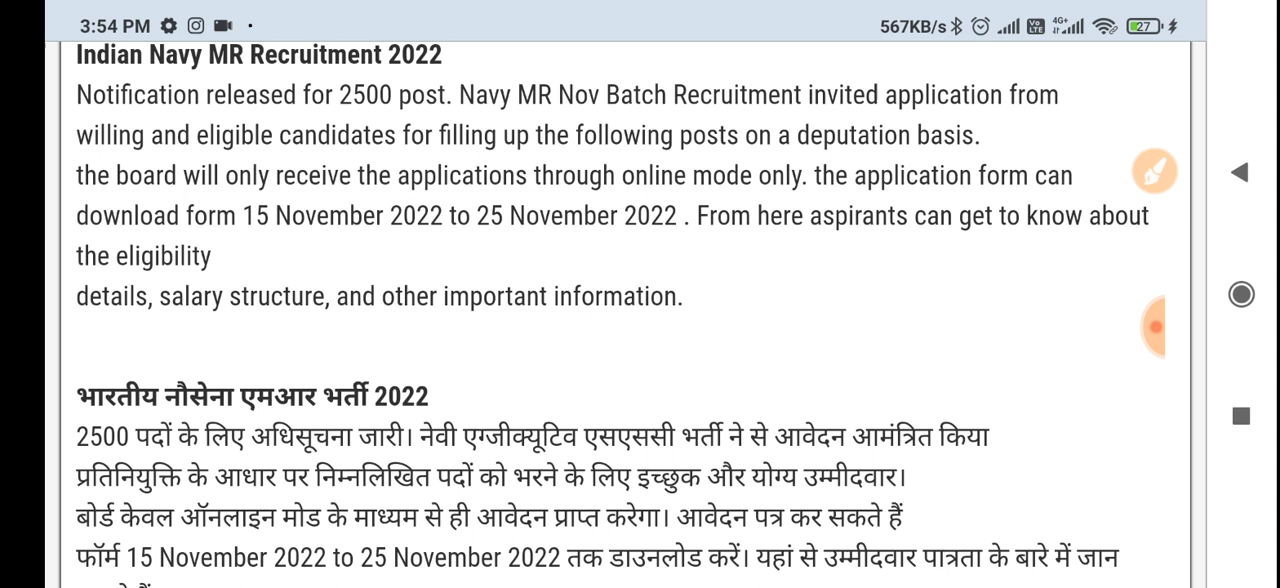 3:54 PM
567KB/s
Vo LTE
4G+
27
Indian Navy MR Recruitment 2022
Notification released for 2500 post. Navy MR Nov Batch Recruitment invited application from
willing and eligible candidates for filling up the following posts on a deputation basis.
the board will only receive the applications through online mode only. the application form can
download form 15 November 2022 to 25 November 2022 . From here aspirants can get to know about
the eligibility
details, salary structure, and other important information.
भारतीय नौसेना एमआर भर्ती 2022
2500 पदों के लिए अधिसूचना जारी। नेवी एग्जीक्यूटिव एसएससी भर्ती ने से आवेदन आमंत्रित किया
प्रतिनियुक्ति के आधार पर निम्नलिखित पदों को भरने के लिए इच्छुक और योग्य उम्मीदवार।
बोर्ड केवल ऑनलाइन मोड के माध्यम से ही आवेदन प्राप्त करेगा। आवेदन पत्र कर सकते हैं
फॉर्म 15 November 2022 to 25 November 2022 तक डाउनलोड करें। यहां से उम्मीदवार पात्रता के बारे में जान